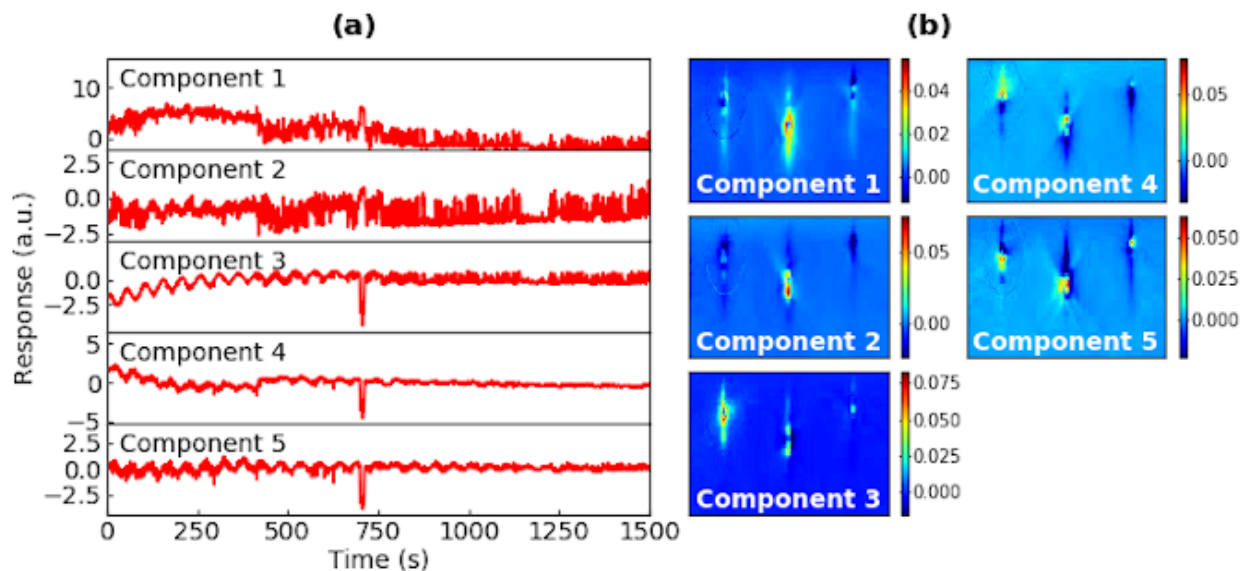 (a)
(b)
Component 1
10
0
Component 2
2.5
0.0
−2.5
Component 3
0.0
−2.5
Component 4
5
0
−5
Component 5
2.5
0.0
−2.5
Response (a.u.)
0 250 500 750 1000 1250 1500
Time (s)
Component 1
0.04
0.02
0.00
Component 4
0.05
0.00
Component 2
0.05
0.00
Component 5
0.050
0.025
0.000
Component 3
0.075
0.050
0.025
0.000